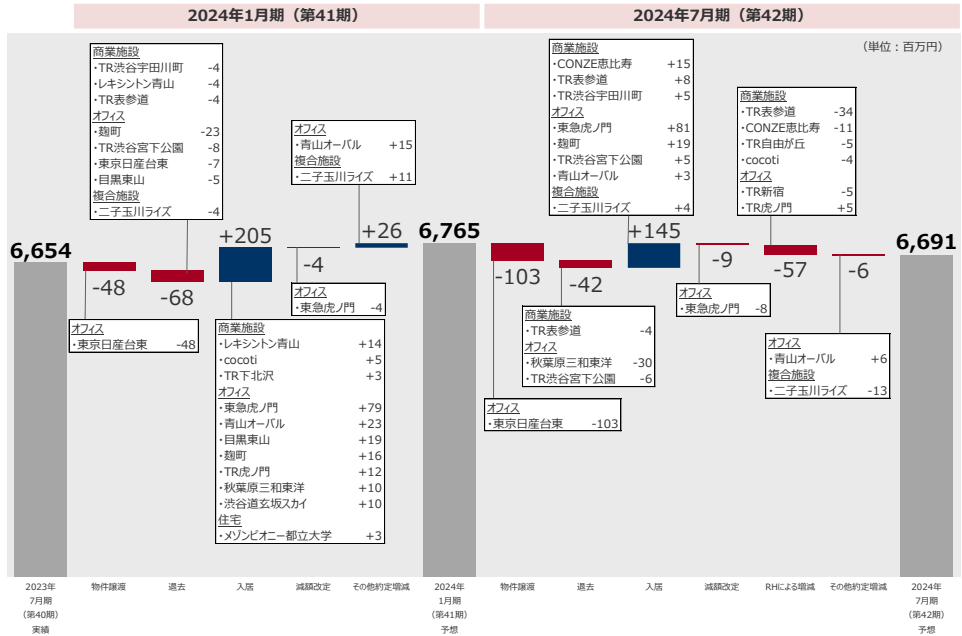 2024年1月期（第41期）
2024年7月期（第42期）
（単位：百万円）
商業施設
・TR渋谷宇田川町 -4
・レキシントン青山 -4
・TR表参道 -4
オフィス
・麹町 -23
・TR渋谷宮下公園 -8
・東京日産台東 -7
・目黒東山 -5
複合施設
・二子玉川ライズ -4
オフィス
・青山オーバル +15
複合施設
・二子玉川ライズ +11
商業施設
・CONZE恵比寿 +15
・TR表参道 +8
・TR渋谷宇田川町 +5
オフィス
・東急虎ノ門 +81
・麹町 +19
・TR渋谷宮下公園 +5
・青山オーバル +3
複合施設
・二子玉川ライズ +4
商業施設
・TR表参道 -34
・CONZE恵比寿 -11
・TR自由が丘 -5
・cocoti -4
オフィス
・TR新宿 -5
・TR虎ノ門 +5
6,654
-48
-68
+205
-4
+26
6,765
-103
-42
+145
-9
-57
-6
6,691
オフィス
・東京日産台東 -48
商業施設
・レキシントン青山 +14
・cocoti +5
・TR下北沢 +3
オフィス
・東急虎ノ門 +79
・青山オーバル +23
・目黒東山 +19
・麹町 +16
・TR虎ノ門 +12
・秋葉原三和東洋 +10
・渋谷道玄坂スカイ +10
住宅
・メゾンピオニー都立大学 +3
オフィス
・東急虎ノ門 -4
オフィス
・東京日産台東 -103
商業施設
・TR表参道 -4
オフィス
・秋葉原三和東洋 -30
・TR渋谷宮下公園 -6
オフィス
・東急虎ノ門 -8
オフィス
・青山オーバル +6
複合施設
・二子玉川ライズ -13
2023年
7月期
（第40期）
実績
物件譲渡
退去
入居
減額改定
その他約定増減
2024年
1月期
（第41期）
予想
物件譲渡
退去
入居
減額改定
RHによる増減
その他約定増減
2024年
7月期
（第42期）
予想